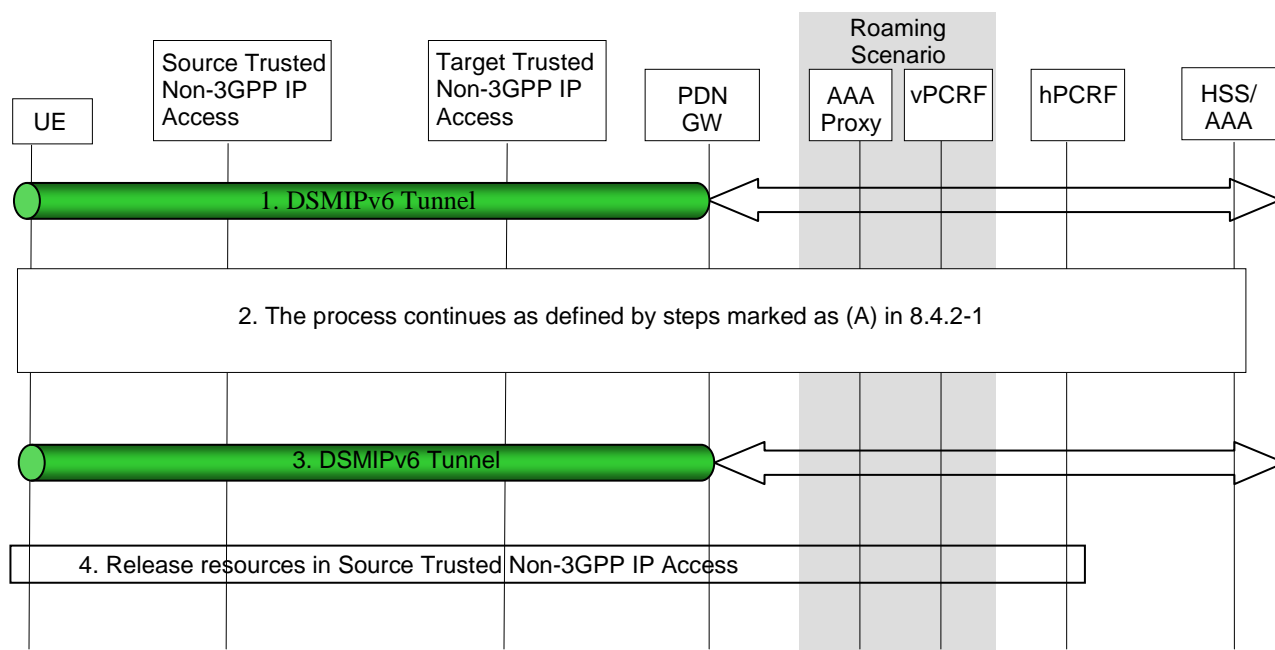 Roaming
Scenario
UE
Source Trusted
Non-3GPP IP
Access
Target Trusted
Non-3GPP IP
Access
PDN
GW
AAA
Proxy
vPCRF
hPCRF
HSS/
AAA
1. DSMIPv6 Tunnel
2. The process continues as defined by steps marked as (A) in 8.4.2-1
3. DSMIPv6 Tunnel
4. Release resources in Source Trusted Non-3GPP IP Access